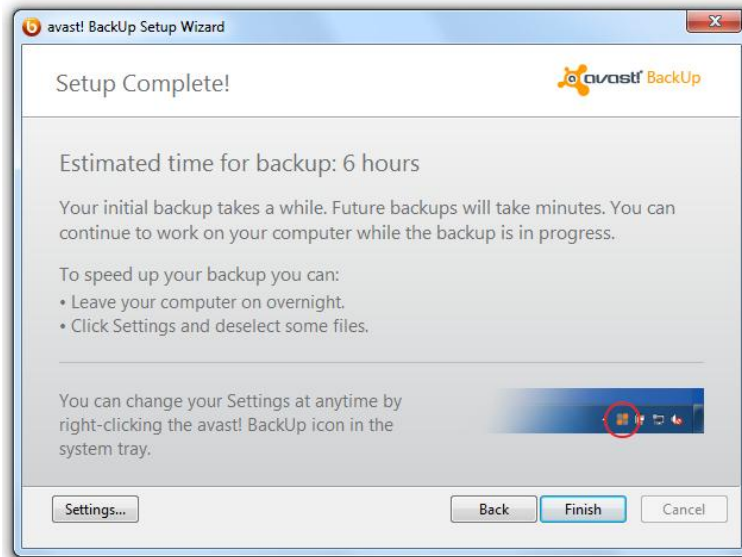 avast! BackUp Setup Wizard
Setup Complete!
avast! BackUp
Estimated time for backup: 6 hours
Your initial backup takes a while. Future backups will take minutes. You can
continue to work on your computer while the backup is in progress.
To speed up your backup you can:
• Leave your computer on overnight.
• Click Settings and deselect some files.
You can change your Settings at anytime by
right-clicking the avast! BackUp icon in the
system tray.
Settings...
Back
Finish
Cancel